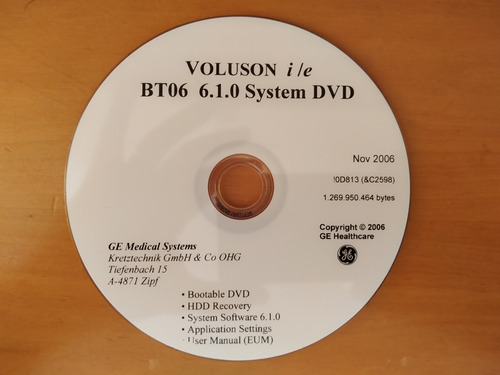 VOLUSON i /e
BT06 6.1.0 System DVD
Nov 2006
!0D813 (&C2598)
1.269.950.464 bytes
Copyright © 2006
GE Healthcare
GE
GE Medical Systems
Kretztechnik GmbH & Co OHG
Tiefenbach 15
A-4871 Zipf
• Bootable DVD
• HDD Recovery
• System Software 6.1.0
• Application Settings
• User Manual (EUM)